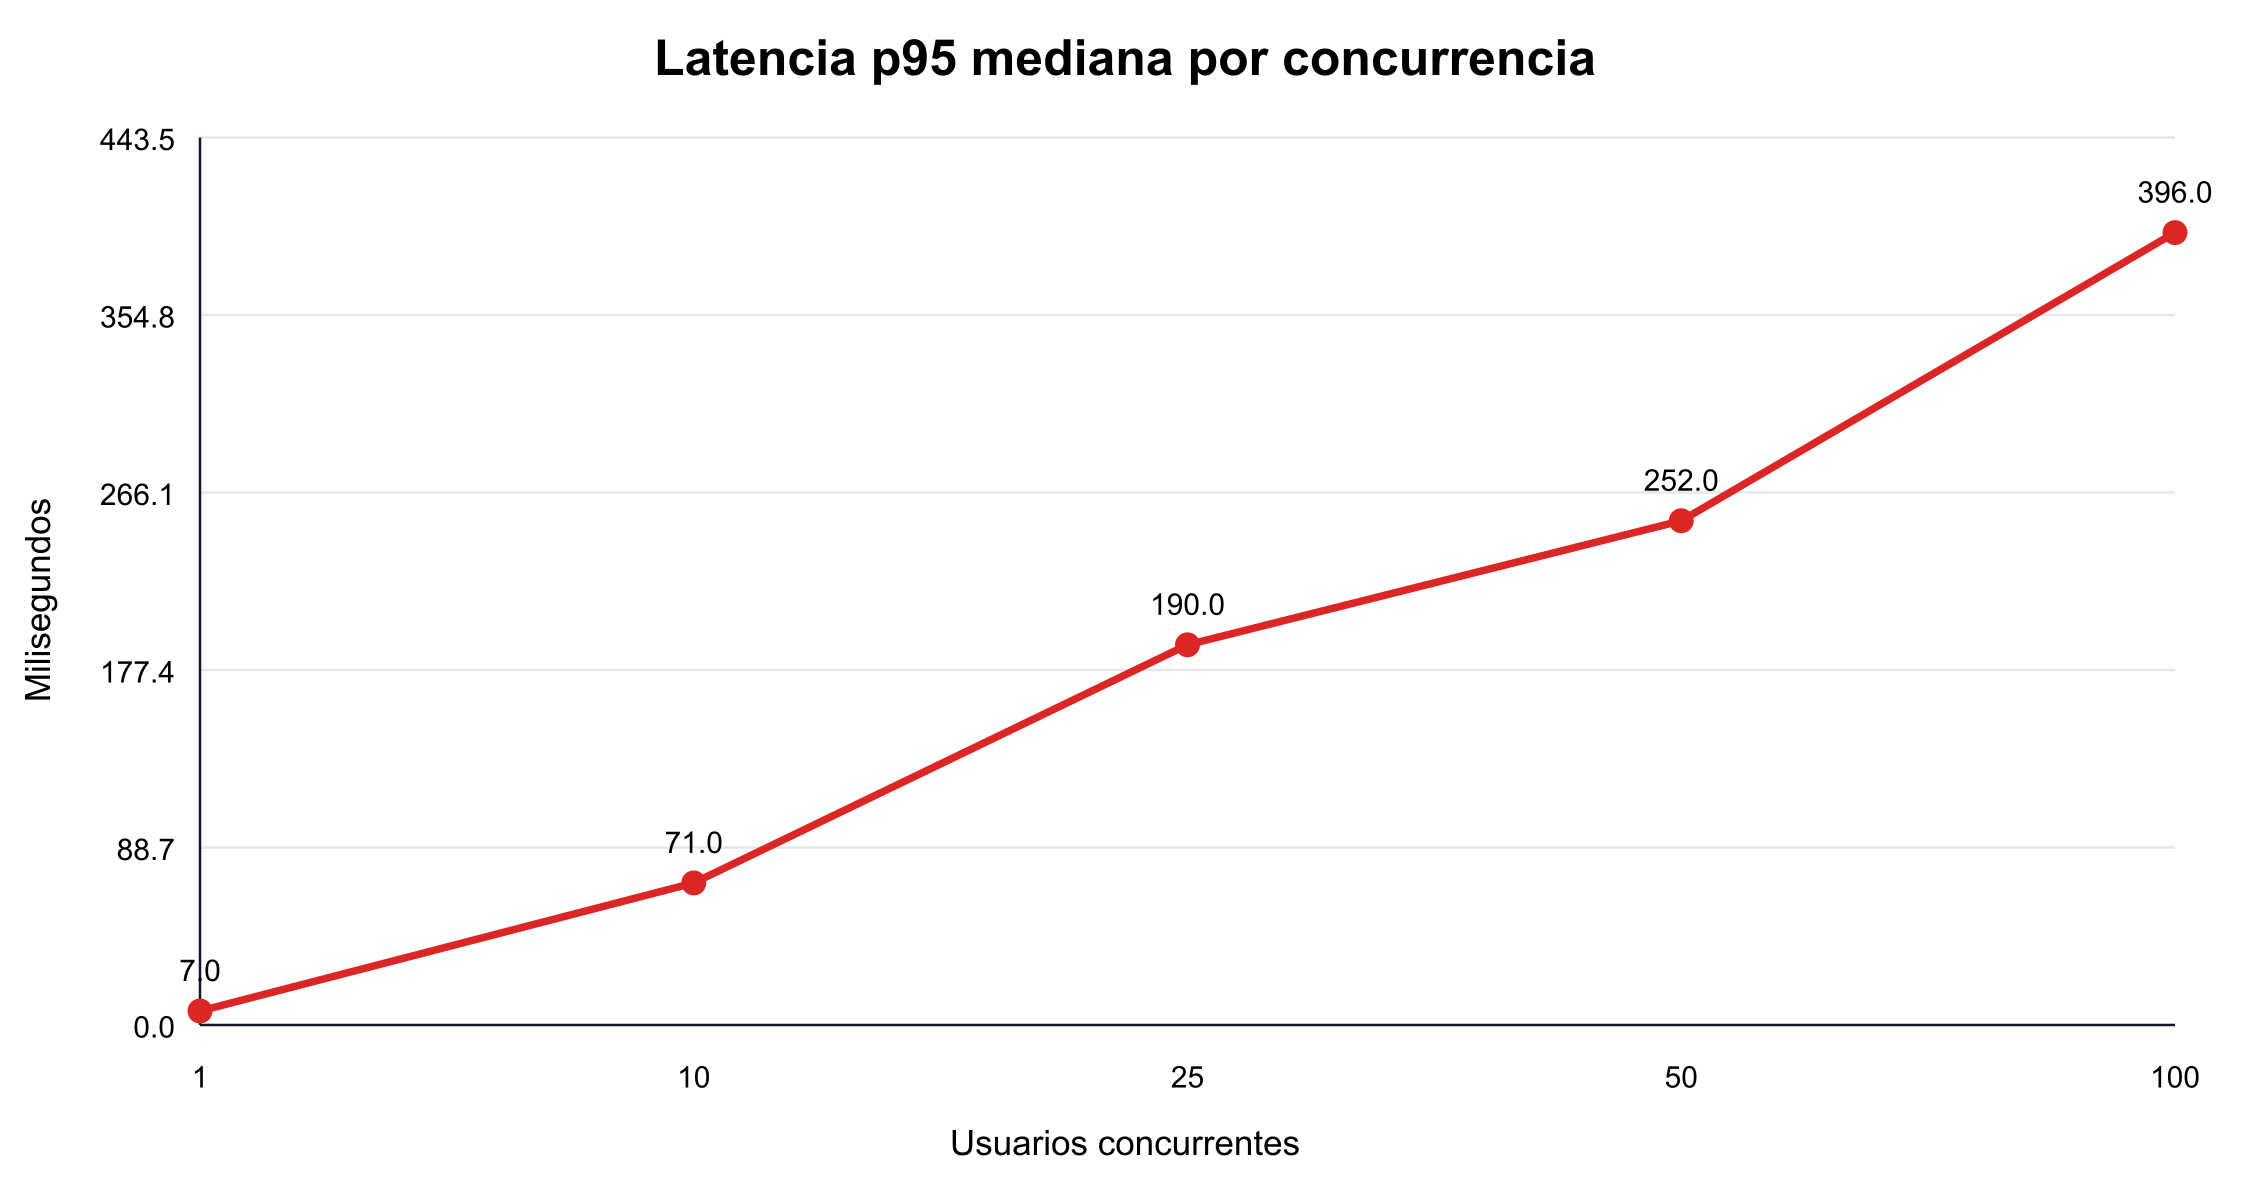 Latencia p95 mediana por concurrencia
443.5
396.0
354.8
266.1
252.0
190.0
177.4
88.7
71.0
7.0
0.0
Milisegundos
1 10 25 50 100
Usuarios concurrentes